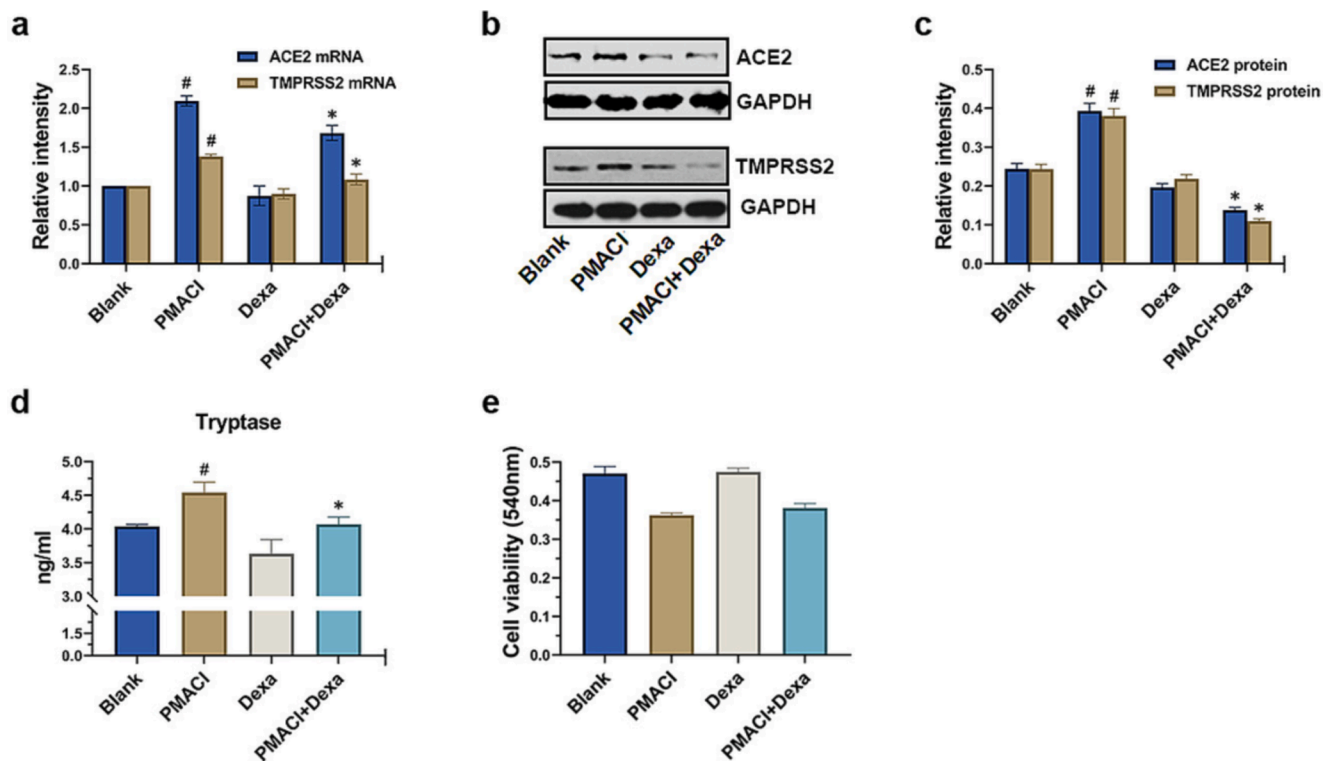 a
ACE2 mRNA
TMPRSS2 mRNA
Relative intensity
2.5
2.0
1.5
1.0
0.5
0.0
#
#
*
*
Blank
PMACI
Dexa
PMACI+Dexa
b
ACE2
GAPDH
TMPRSS2
GAPDH
Blank
PMACI
Dexa
PMACI+Dexa
c
ACE2 protein
TMPRSS2 protein
Relative intensity
0.5
0.4
0.3
0.2
0.1
0.0
# #
* *
Blank
PMACI
Dexa
PMACI+Dexa
d
Tryptase
ng/ml
5.0
4.5
4.0
3.5
3.0
1.5
0.0
#
*
Blank
PMACI
Dexa
PMACI+Dexa
e
Cell viability (540nm)
0.5
0.4
0.3
0.2
0.1
0.0
Blank
PMACI
Dexa
PMACI+Dexa